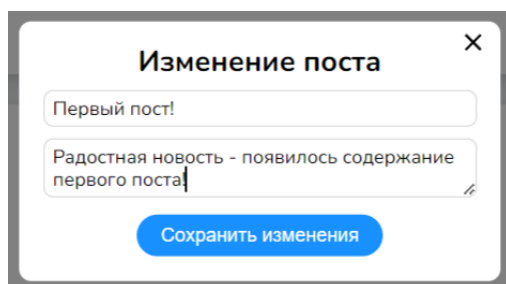 Изменение поста
Первый пост!
Радостная новость - появилось содержание
первого поста!
Сохранить изменения